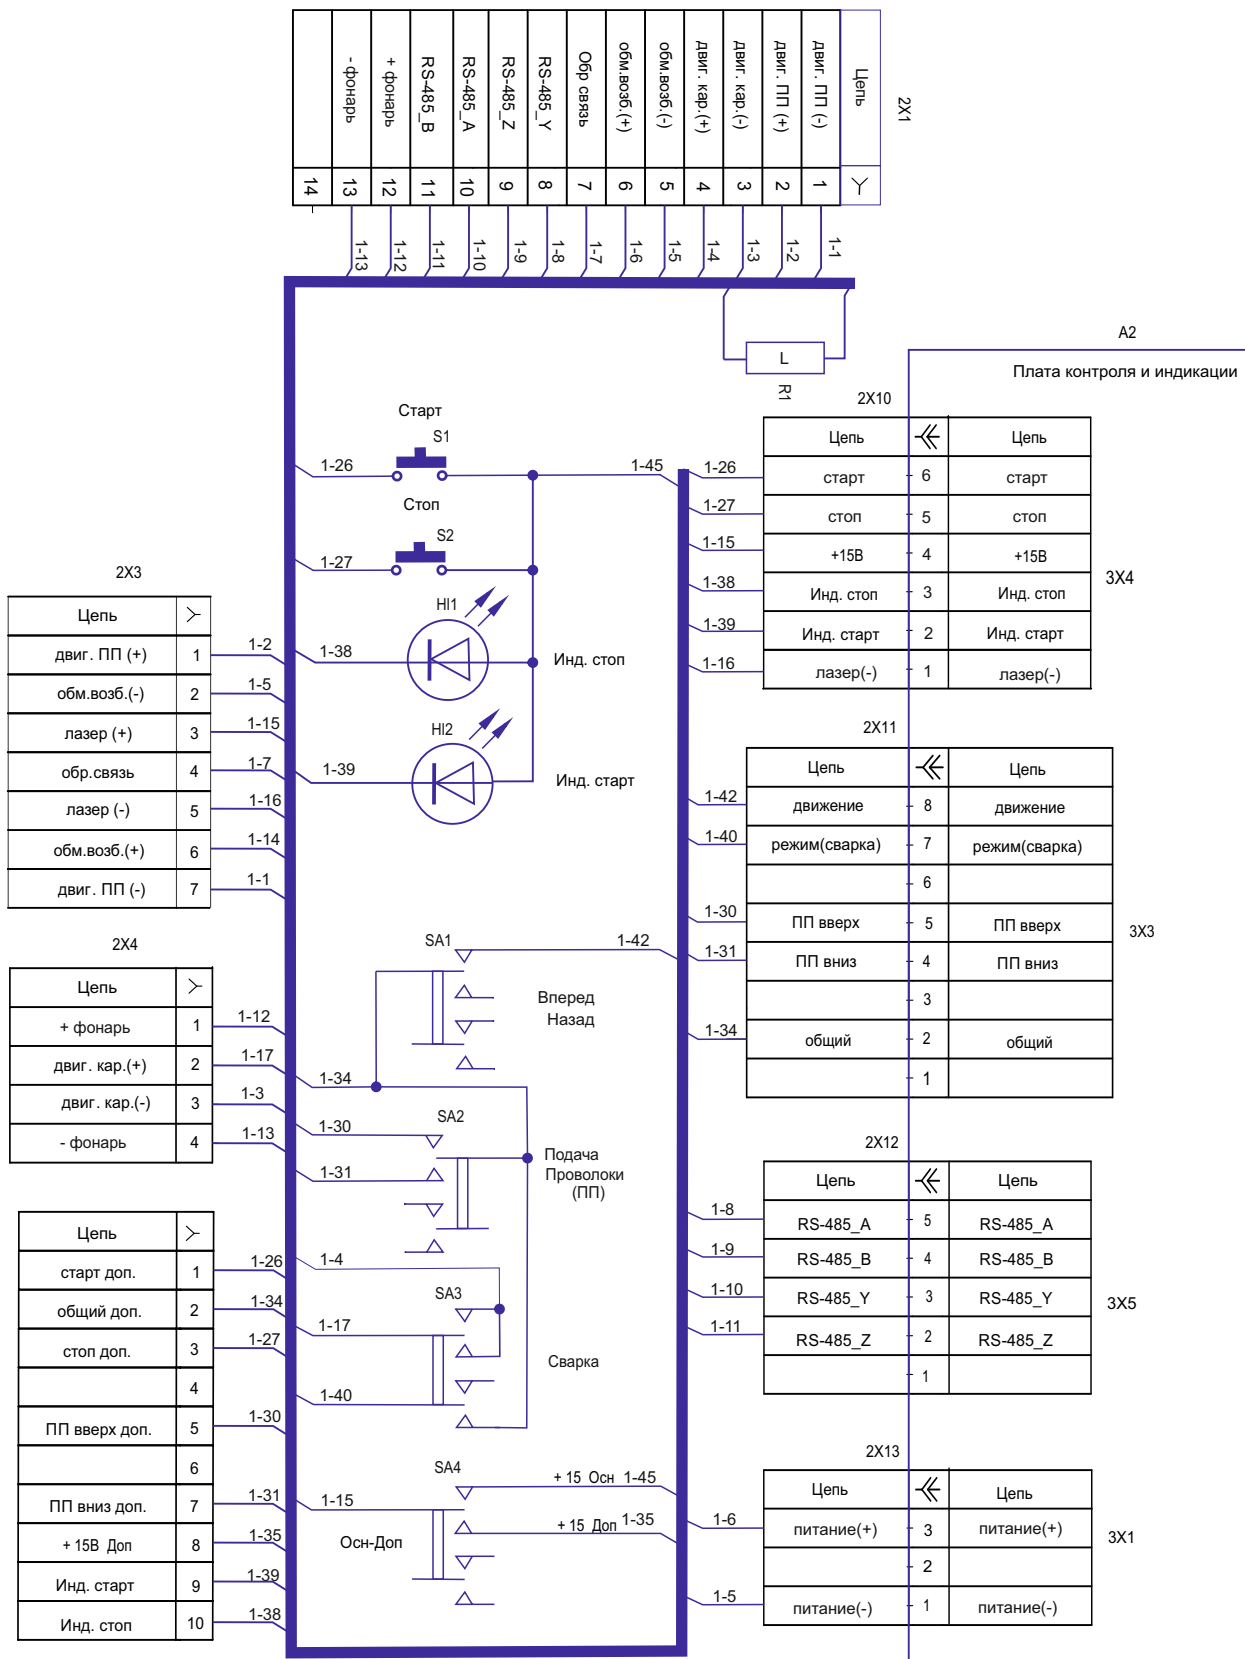 2X1
Цепь
двиг. ПП (-)
1
1-1
двиг. ПП (+)
2
1-2
двиг. кар.(-)
3
1-3
двиг. кар.(+)
4
1-4
обм.возб.(-)
5
1-5
обм.возб.(+)
6
1-6
Обр связь
7
1-7
RS-485_Y
8
1-8
RS-485_Z
9
1-9
RS-485_A
10
1-10
RS-485_B
11
1-11
+ фонарь
12
1-12
- фонарь
13
1-13
14
L
R1
A2
Плата контроля и индикации
Старт
S1
1-26
1-45
Стоп
S2
1-27
HI1
1-38
Инд. стоп
HI2
1-39
Инд. старт
SA1
1-42
Вперед
Назад
1-34
SA2
1-30
1-31
Подача
Проволоки
(ПП)
1-4
SA3
1-17
Сварка
1-40
SA4
+ 15 Осн 1-45
1-15
+ 15 Доп 1-35
Осн-Доп
2X3
Цепь
двиг. ПП (+) 1 1-2
обм.возб.(-) 2 1-5
лазер (+) 3 1-15
обр.связь 4 1-7
лазер (-) 5 1-16
обм.возб.(+) 6 1-14
двиг. ПП (-) 7 1-1
2X4
Цепь
+ фонарь 1 1-12
двиг. кар.(+) 2 1-17
двиг. кар.(-) 3 1-3
- фонарь 4 1-13
Цепь
старт доп. 1 1-26
общий доп. 2 1-34
стоп доп. 3 1-27
4
ПП вверх доп. 5 1-30
6
ПП вниз доп. 7 1-31
+ 15В Доп 8 1-35
Инд. старт 9 1-39
Инд. стоп 10 1-38
2X10
Цепь Цепь
1-26 старт 6 старт
1-27 стоп 5 стоп
1-15 +15В 4 +15В
1-38 Инд. стоп 3 Инд. стоп
1-39 Инд. старт 2 Инд. старт
1-16 лазер(-) 1 лазер(-)
3X4
2X11
Цепь Цепь
1-42 движение 8 движение
1-40 режим(сварка) 7 режим(сварка)
6
1-30 ПП вверх 5 ПП вверх
1-31 ПП вниз 4 ПП вниз
3
1-34 общий 2 общий
1
3X3
2X12
Цепь Цепь
1-8 RS-485_A 5 RS-485_A
1-9 RS-485_B 4 RS-485_B
1-10 RS-485_Y 3 RS-485_Y
1-11 RS-485_Z 2 RS-485_Z
1
3X5
2X13
Цепь Цепь
1-6 питание(+) 3 питание(+)
2
1-5 питание(-) 1 питание(-)
3X1